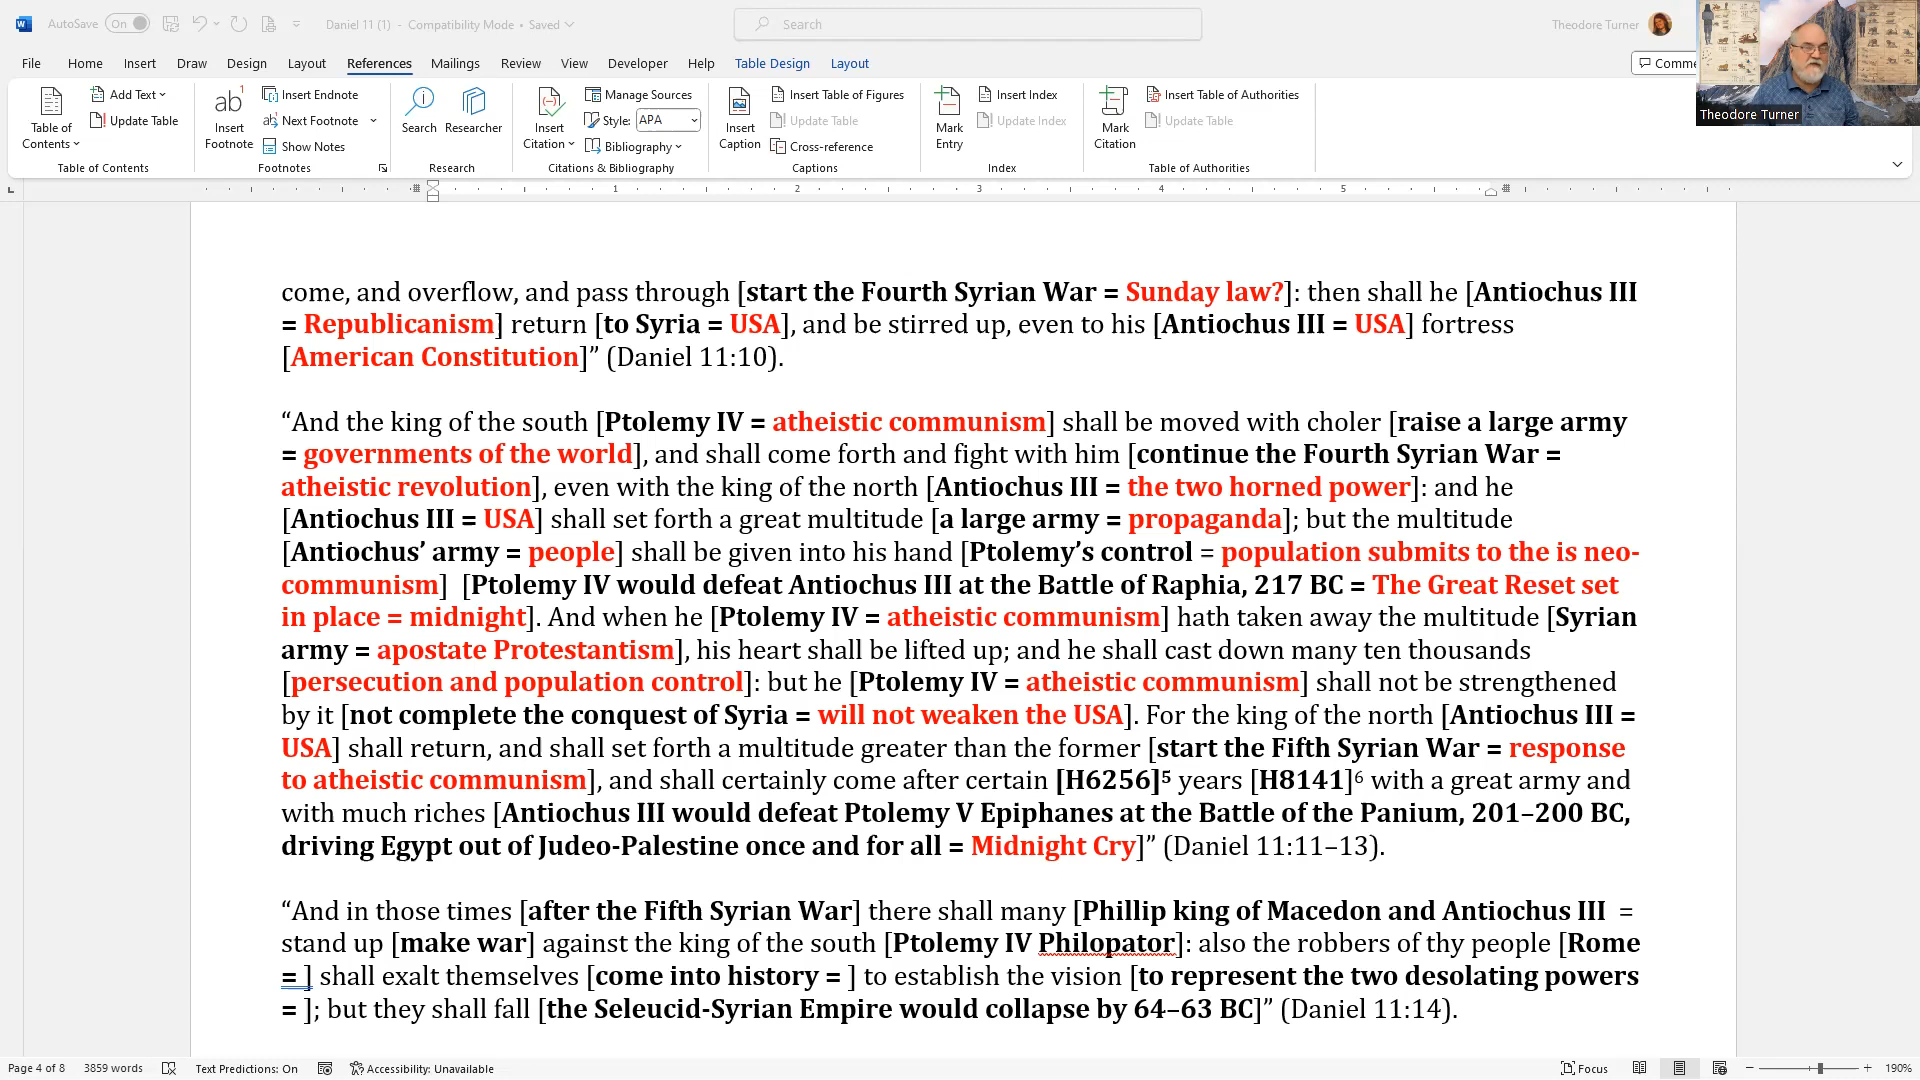 AutoSave On
Daniel 11 (1) - Compatibility Mode • Saved
Search
Theodore Turner
File Home Insert Draw Design Layout References Mailings Review View Developer Help Table Design Layout
Comme
Table of Contents
Add Text
Update Table
Table of Contents
ab
Insert Footnote
Insert Endnote
Next Footnote
Show Notes
Footnotes
Search
Researcher
Research
Insert Citation
Manage Sources
Style: APA
Bibliography
Citations & Bibliography
Insert Caption
Insert Table of Figures
Update Table
Cross-reference
Captions
Mark Entry
Insert Index
Update Index
Index
Mark Citation
Insert Table of Authorities
Update Table
Table of Authorities
Theodore Turner
1 2 3 4 5
come, and overflow, and pass through [start the Fourth Syrian War = Sunday law?]: then shall he [Antiochus III
= Republicanism] return [to Syria = USA], and be stirred up, even to his [Antiochus III = USA] fortress
[American Constitution]” (Daniel 11:10).
“And the king of the south [Ptolemy IV = atheistic communism] shall be moved with choler [raise a large army
= governments of the world], and shall come forth and fight with him [continue the Fourth Syrian War =
atheistic revolution], even with the king of the north [Antiochus III = the two horned power]: and he
[Antiochus III = USA] shall set forth a great multitude [a large army = propaganda]; but the multitude
[Antiochus’ army = people] shall be given into his hand [Ptolemy’s control = population submits to the is neo-
communism] [Ptolemy IV would defeat Antiochus III at the Battle of Raphia, 217 BC = The Great Reset set
in place = midnight]. And when he [Ptolemy IV = atheistic communism] hath taken away the multitude [Syrian
army = apostate Protestantism], his heart shall be lifted up; and he shall cast down many ten thousands
[persecution and population control]: but he [Ptolemy IV = atheistic communism] shall not be strengthened
by it [not complete the conquest of Syria = will not weaken the USA]. For the king of the north [Antiochus III =
USA] shall return, and shall set forth a multitude greater than the former [start the Fifth Syrian War = response
to atheistic communism], and shall certainly come after certain [H6256]5 years [H8141]6 with a great army and
with much riches [Antiochus III would defeat Ptolemy V Epiphanes at the Battle of the Panium, 201–200 BC,
driving Egypt out of Judeo-Palestine once and for all = Midnight Cry]” (Daniel 11:11–13).
“And in those times [after the Fifth Syrian War] there shall many [Phillip king of Macedon and Antiochus III =
stand up [make war] against the king of the south [Ptolemy IV Philopator]: also the robbers of thy people [Rome
= ] shall exalt themselves [come into history = ] to establish the vision [to represent the two desolating powers
= ]; but they shall fall [the Seleucid-Syrian Empire would collapse by 64–63 BC]” (Daniel 11:14).
Page 4 of 8 3859 words Text Predictions: On Accessibility: Unavailable Focus 190%